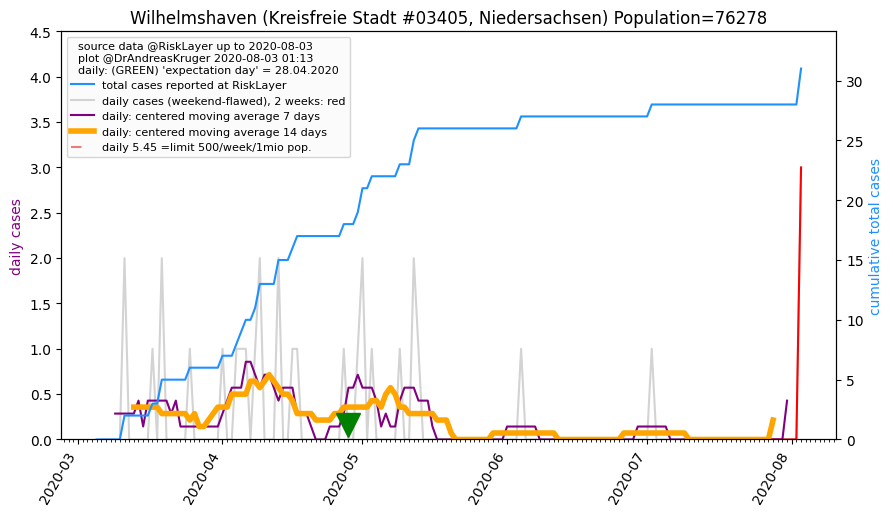 Wilhelmshaven (Kreisfreie Stadt #03405, Niedersachsen) Population=76278
source data @RiskLayer up to 2020-08-03
plot @DrAndreasKruger 2020-08-03 01:13
daily: (GREEN) 'expectation day' = 28.04.2020
total cases reported at RiskLayer
daily cases (weekend-flawed), 2 weeks: red
daily: centered moving average 7 days
daily: centered moving average 14 days
daily 5.45 =limit 500/week/1mio pop.
daily cases
4.5
4.0
3.5
3.0
2.5
2.0
1.5
1.0
0.5
0.0
cumulative total cases
30
25
20
15
10
5
0
2020-03
2020-04
2020-05
2020-06
2020-07
2020-08